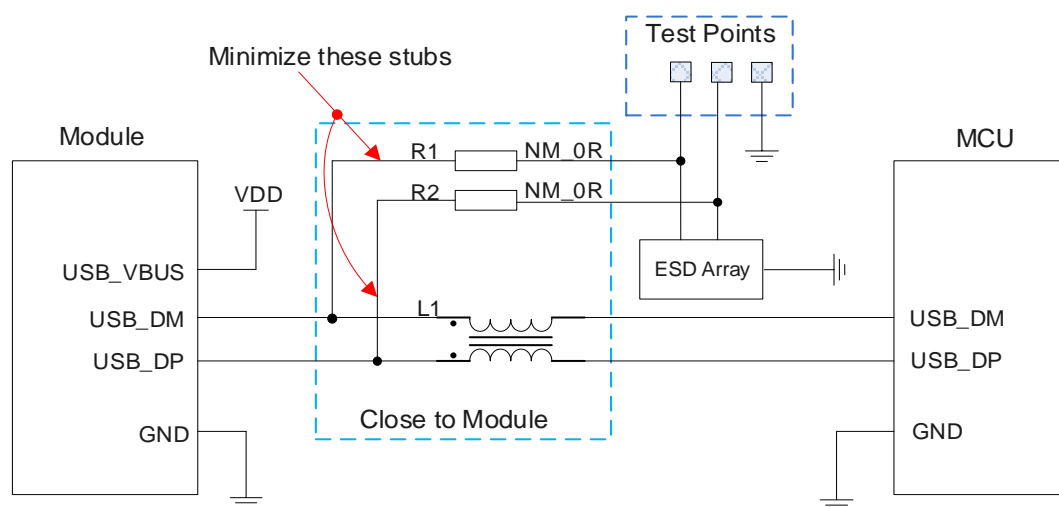 Test Points
Minimize these stubs
Module
MCU
R1
NM_0R
R2
NM_0R
VDD
ESD Array
USB_VBUS
L1
USB_DM
USB_DM
USB_DP
USB_DP
Close to Module
GND
GND